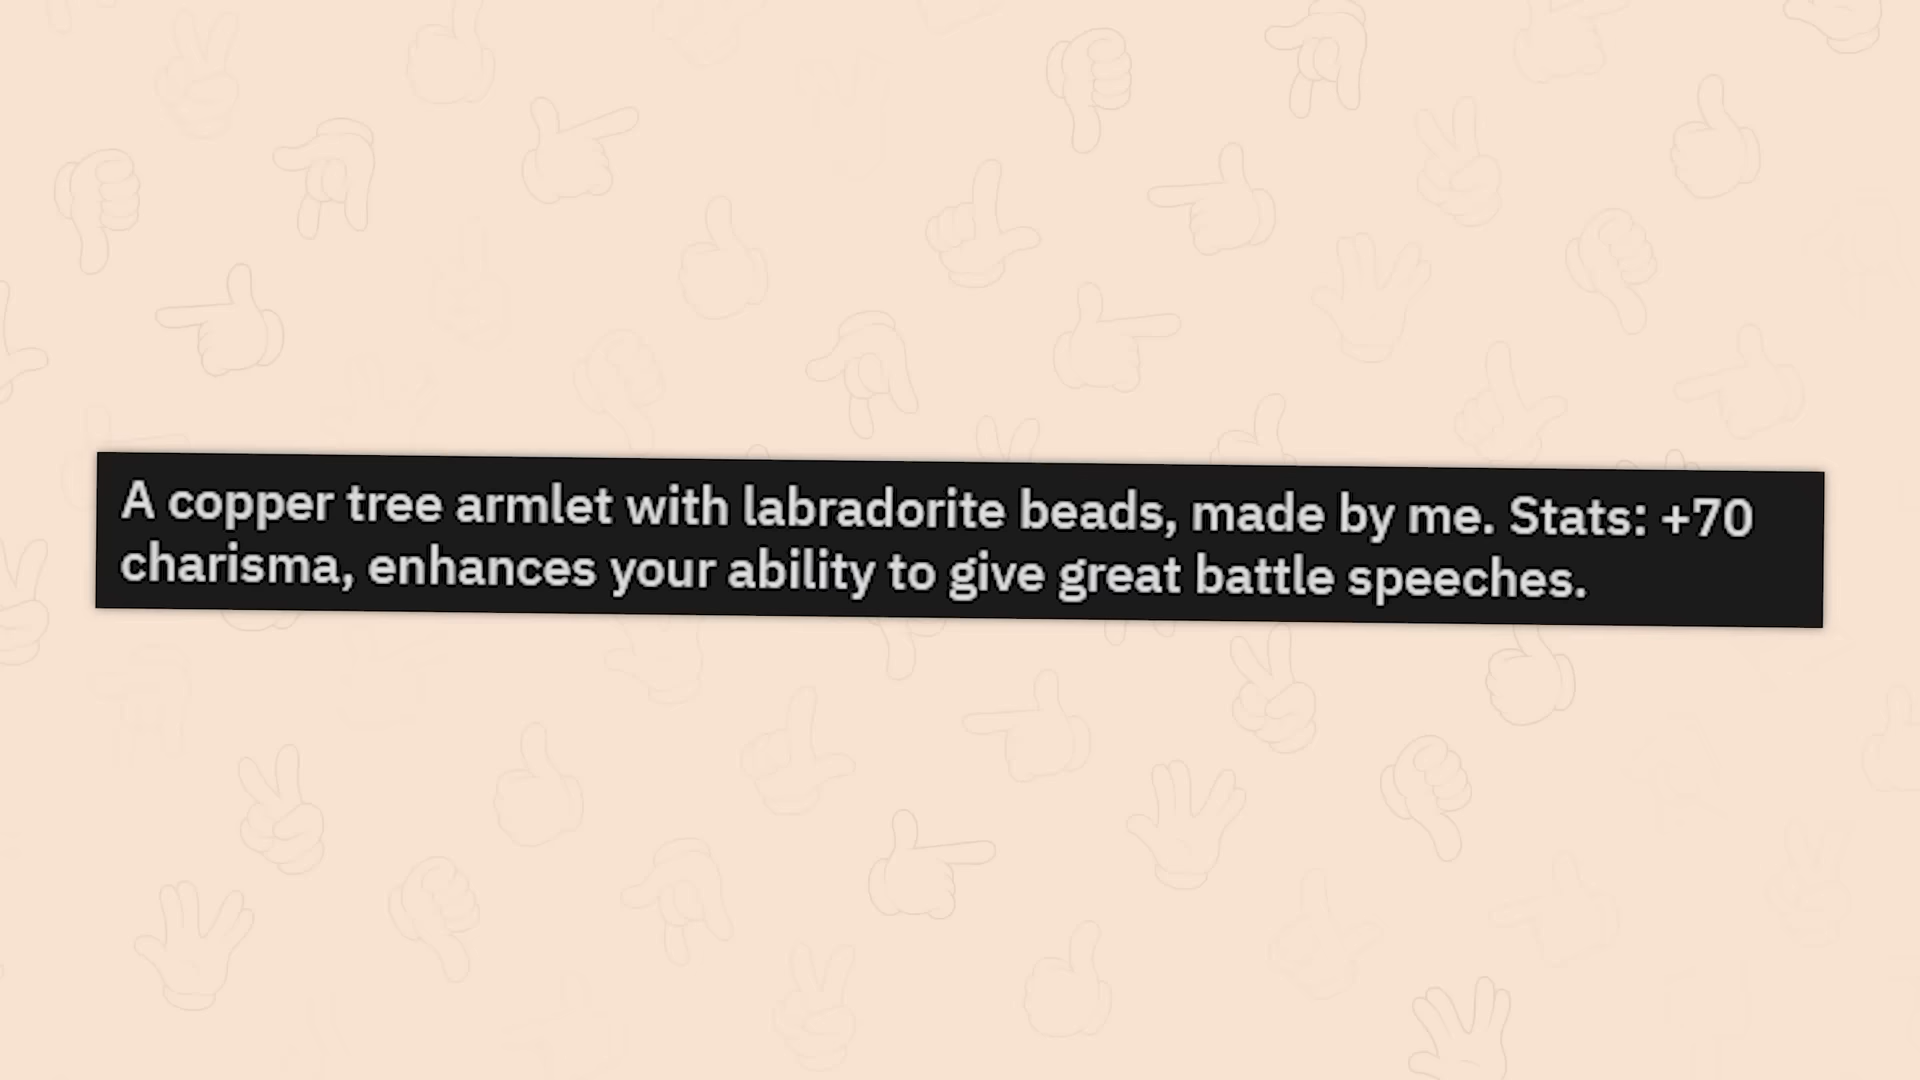 A copper tree armlet with labradorite beads, made by me. Stats: +70
charisma, enhances your ability to give great battle speeches.